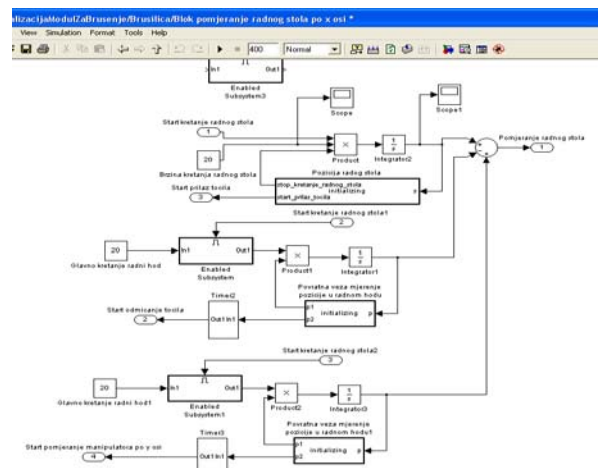 alizacijaModulZaBrusenje/Brusilica/Blok pomjeranje radnog stola po x osi *
View Simulation Format Tools Help
400
Normal
In1 Out1
Enabled
Subsystem3
Scope
Scope1
Start kretanje radnog stola
1
Pomjeranje radnog stola
1
20
Product
Integrator2
Brzina kretanja radnog stola
Pozicija radog stola
Start prilaz tocila
3
stop_kretanje_radnog_stola
start_prilaz_tocila
initializing
P
Start kretanje radnog stola1
2
20
In1 Out1
Glavno kretanje radni hod
Enabled
Subsystem
Product1
Integrator1
Timer2
Povratna veza mjerenje
pozicije u radnom hodu
Start odmicanje tocila
2
Out1 In1
p1
p2
initializing
p
Start kretanje radnog stola2
3
20
In1 Out1
Glavno kretanje radni hod1
Enabled
Subsystem1
Product2
Integrator3
Timer3
Povratna veza mjerenje
pozicije u radnom hodu1
Start pomjeranje manipulatora po y osi
4
Out1 In1
p1
p2
initializing
p